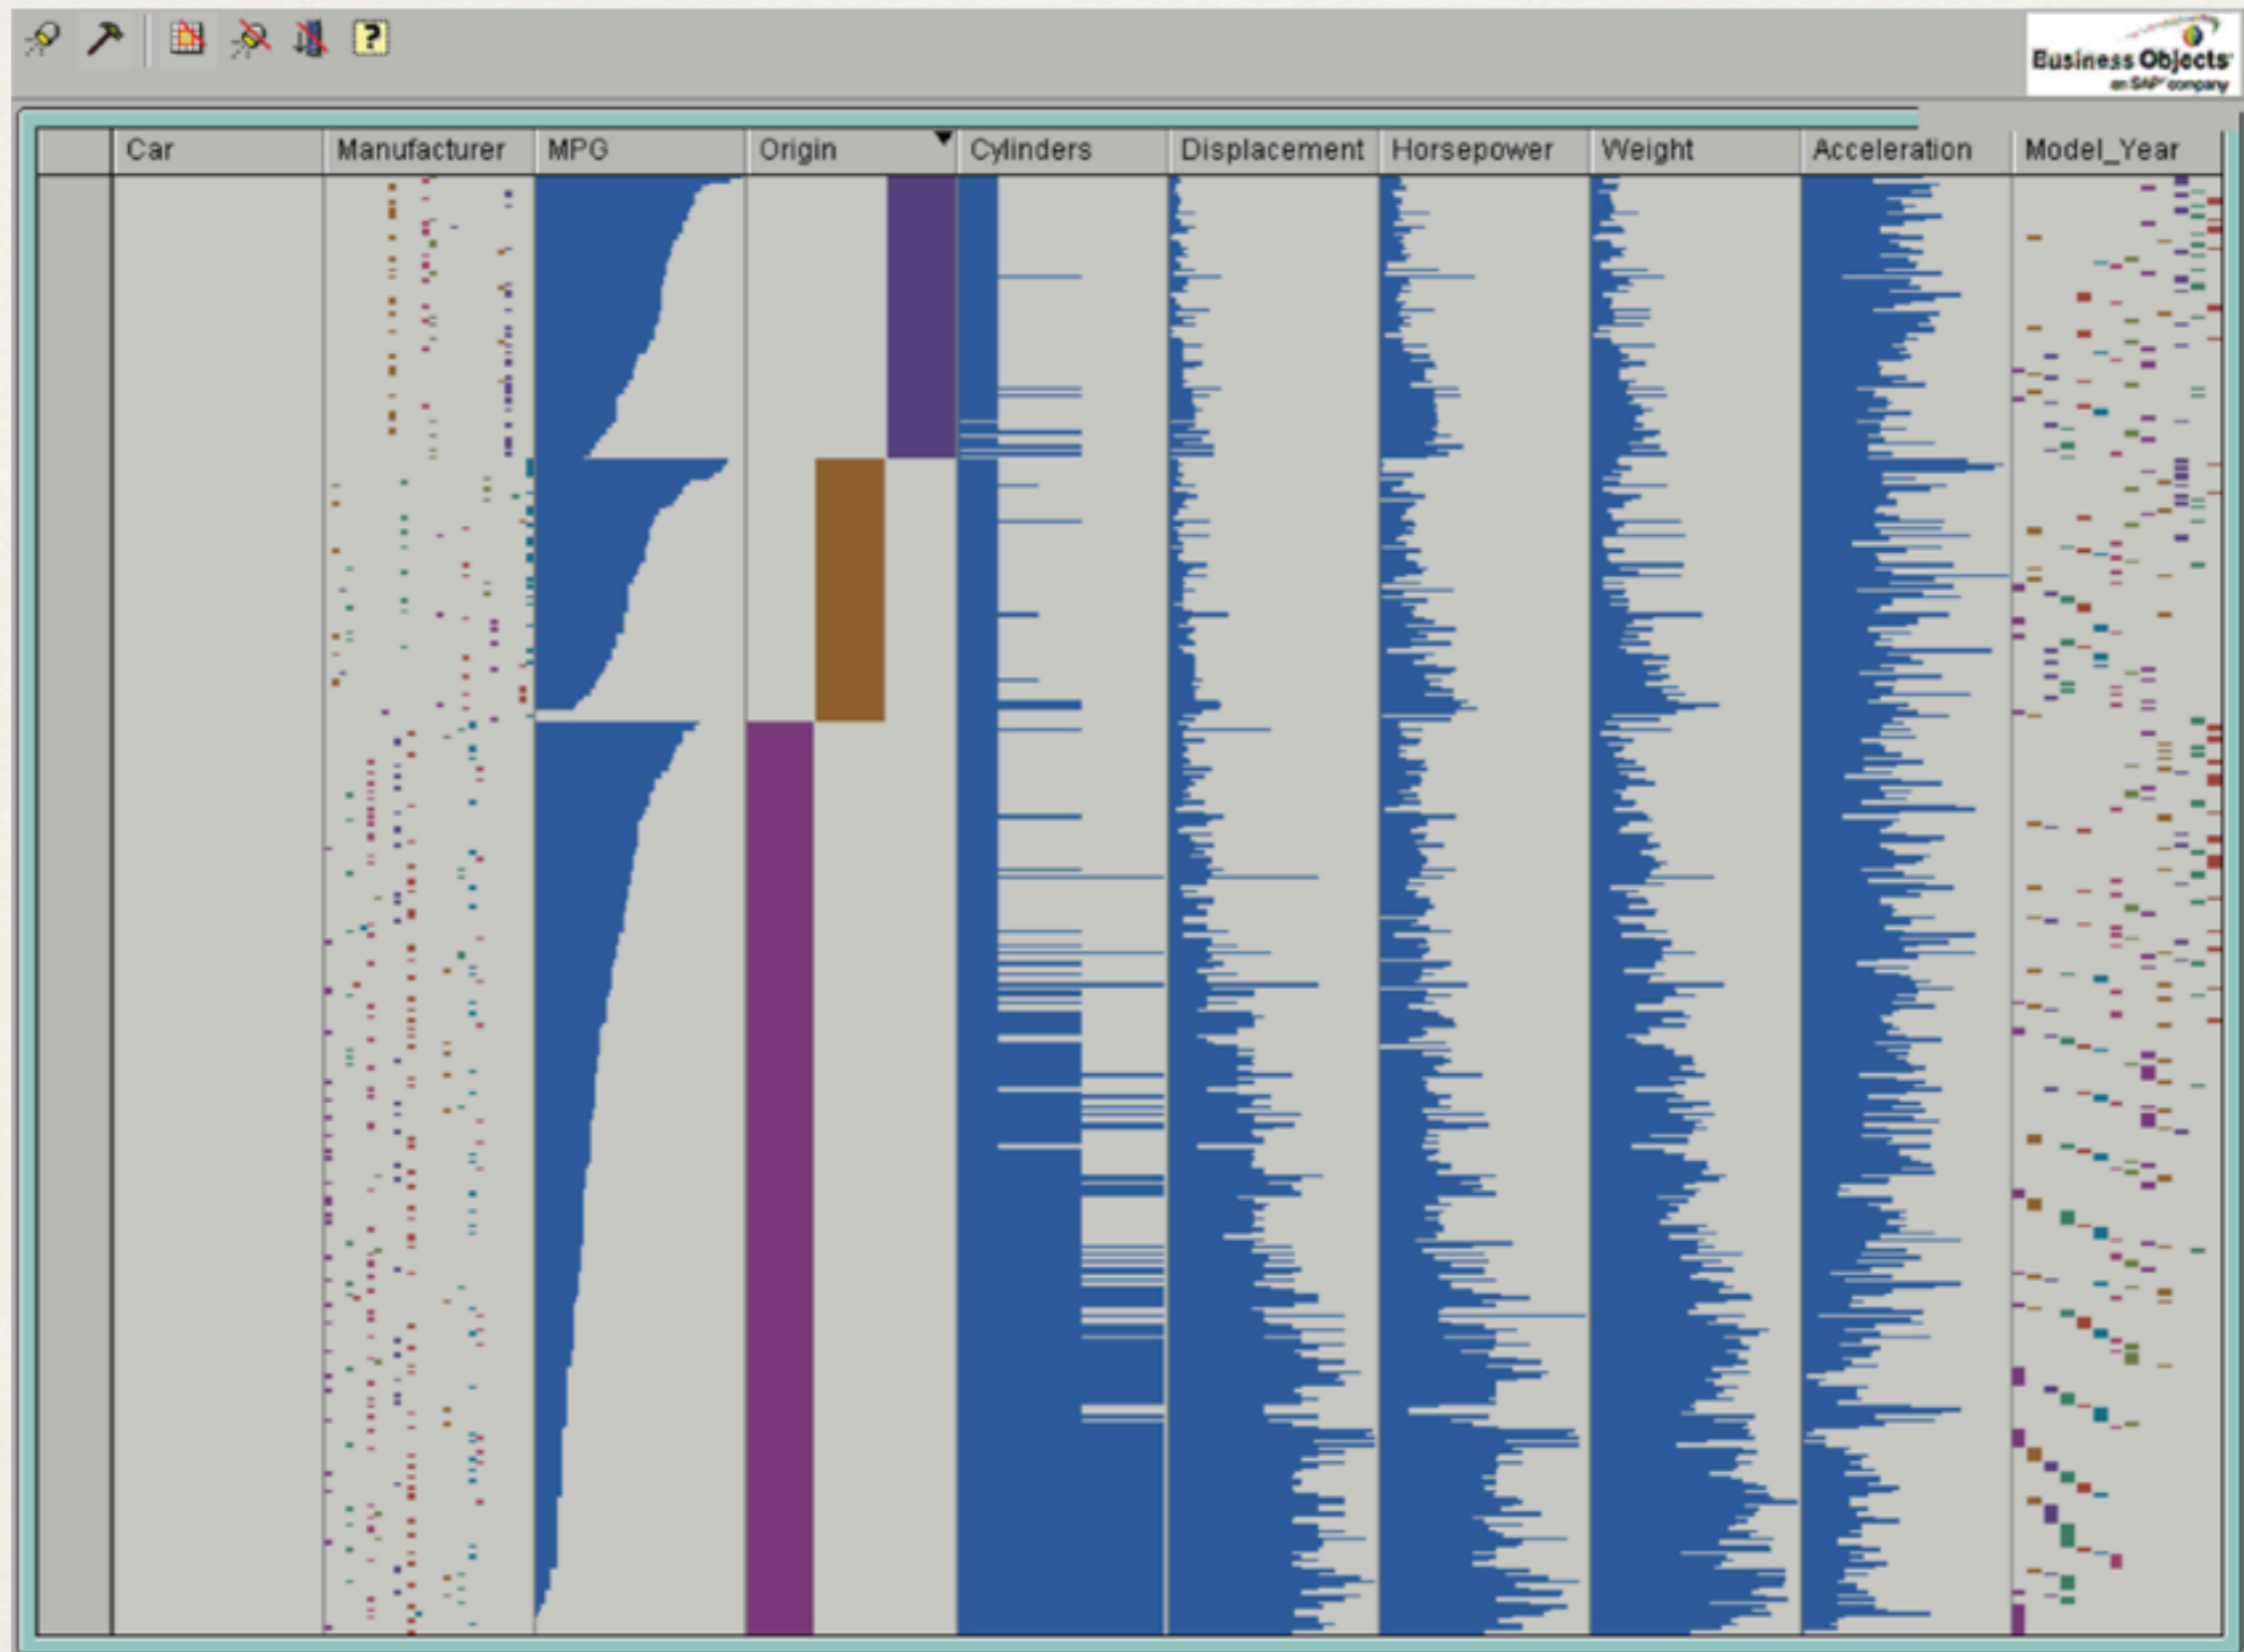 ?
Business Objects
an SAP company
Car Manufacturer MPG Origin Cylinders Displacement Horsepower Weight Acceleration Model_Year